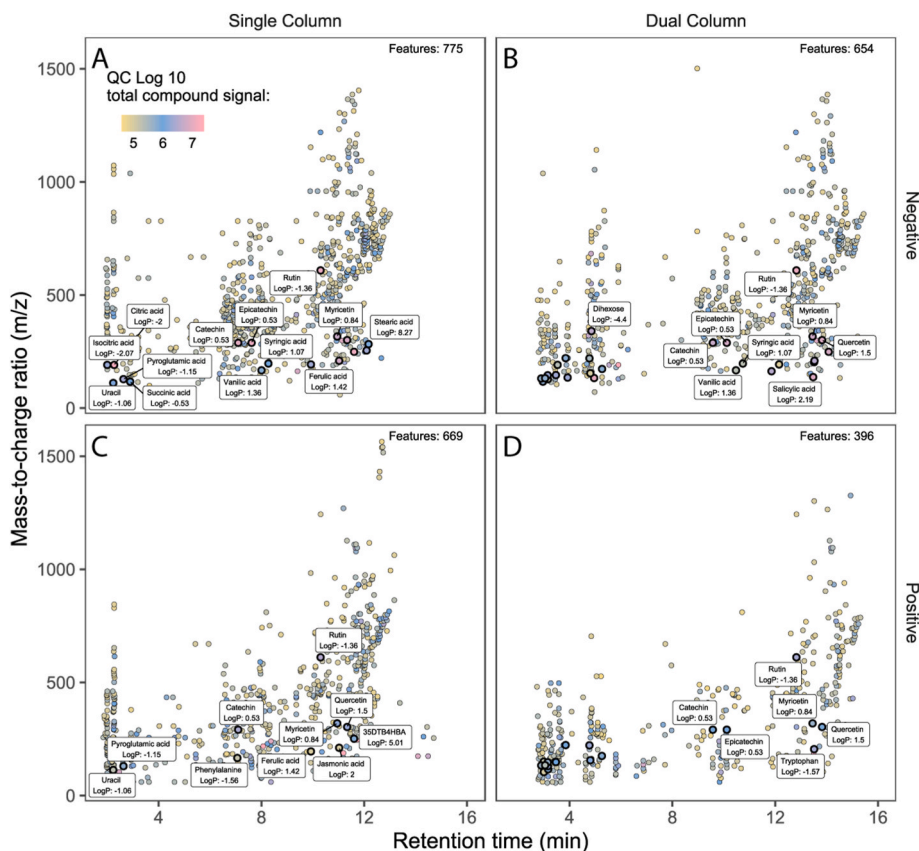 Single Column
Dual Column
A
Features: 775
QC Log 10
total compound signal:
5 6 7
Rutin
LogP: -1.36
Citric acid
LogP: -2
Epicatechin
LogP: 0.53
Myricetin
LogP: 0.84
Stearic acid
LogP: 8.27
Isocitric acid
LogP: -2.07
Catechin
LogP: 0.53
Syringic acid
LogP: 1.07
Pyroglutamic acid
LogP: -1.15
Uracil
LogP: -1.06
Succinic acid
LogP: -0.53
Vanilic acid
LogP: 1.36
Ferulic acid
LogP: 1.42
B
Features: 654
Rutin
LogP: -1.36
Dihexose
LogP: -4.4
Epicatechin
LogP: 0.53
Myricetin
LogP: 0.84
Catechin
LogP: 0.53
Syringic acid
LogP: 1.07
Quercetin
LogP: 1.5
Vanilic acid
LogP: 1.36
Salicylic acid
LogP: 2.19
Negative
1500
1000
500
0
C
Features: 669
Rutin
LogP: -1.36
Catechin
LogP: 0.53
Quercetin
LogP: 1.5
Myricetin
LogP: 0.84
35DTB4HBA
LogP: 5.01
Pyroglutamic acid
LogP: -1.15
Uracil
LogP: -1.06
Phenylalanine
LogP: -1.56
Ferulic acid
LogP: 1.42
Jasmonic acid
LogP: 2
D
Features: 396
Rutin
LogP: -1.36
Catechin
LogP: 0.53
Myricetin
LogP: 0.84
Epicatechin
LogP: 0.53
Quercetin
LogP: 1.5
Tryptophan
LogP: -1.57
Positive
1500
1000
500
0
4 8 12 16
4 8 12 16
Mass-to-charge ratio (m/z)
Retention time (min)